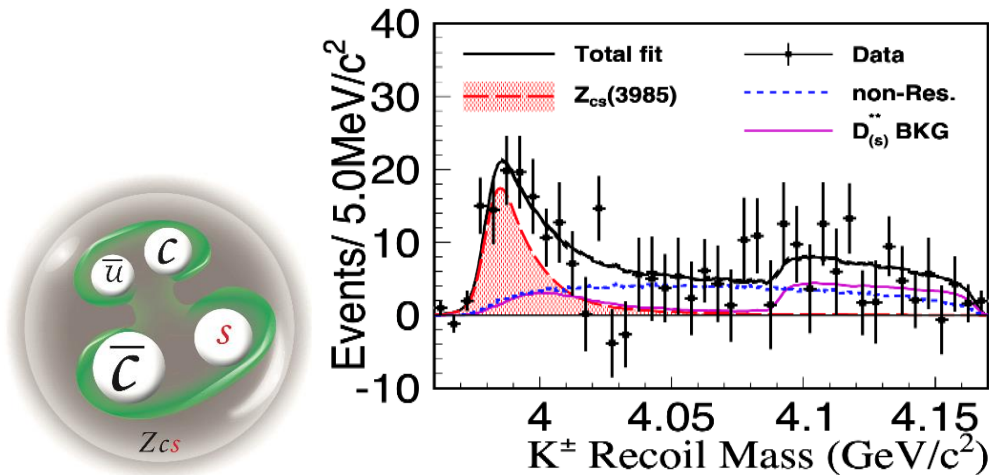 u̅
c
c̅
s
Zcs
Events/ 5.0MeV/c²
40
30
20
10
0
-10
Total fit
Z_cs(3985)
Data
non-Res.
D**_(s) BKG
4
4.05
4.1
4.15
K± Recoil Mass (GeV/c²)